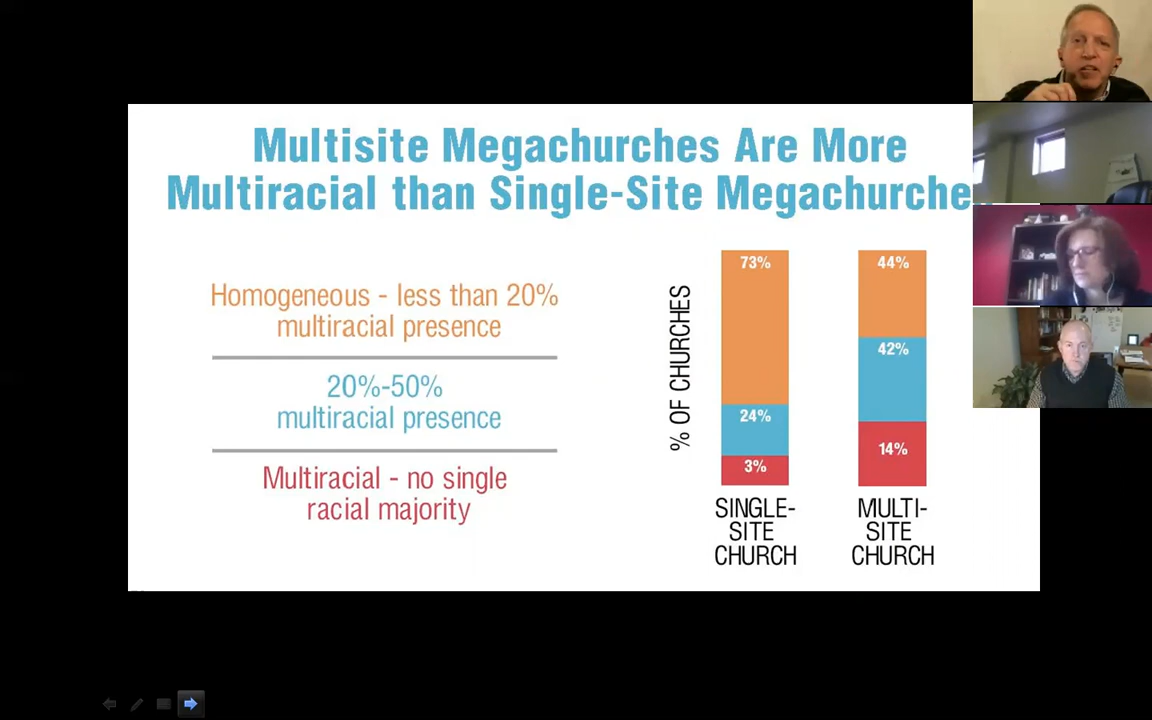 Multisite Megachurches Are More
Multiracial than Single-Site Megachurche
Homogeneous - less than 20%
multiracial presence
20%-50%
multiracial presence
Multiracial - no single
racial majority
% OF CHURCHES
73%
24%
3%
SINGLE-
SITE
CHURCH
44%
42%
14%
MULTI-
SITE
CHURCH